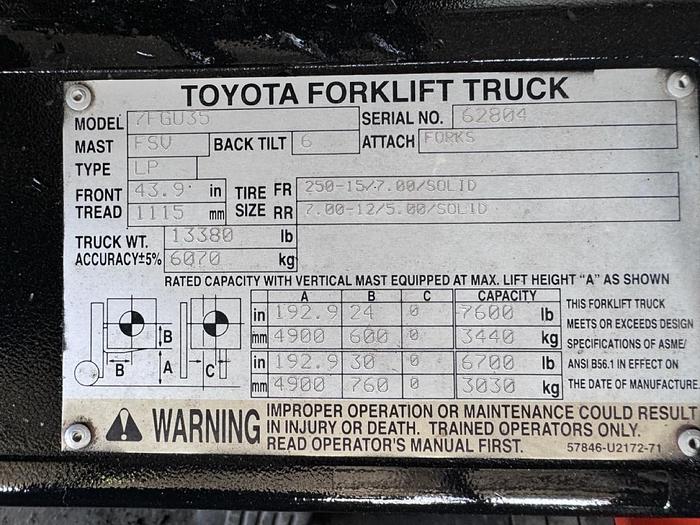 TOYOTA FORKLIFT TRUCK
MODEL 7FGU35 SERIAL NO. 62804
MAST FSV BACK TILT 6 ATTACH FORKS
TYPE LP
FRONT TREAD 43.9 in TIRE SIZE FR 250-15/7.00/SOLID
1115 mm RR 7.00-12/5.00/SOLID
TRUCK WT. 13380 lb
ACCURACY±5% 6070 kg
RATED CAPACITY WITH VERTICAL MAST EQUIPPED AT MAX. LIFT HEIGHT "A" AS SHOWN
A B C CAPACITY
in 192.9 24 0 7600 lb
mm 4900 600 0 3440 kg
in 192.9 30 0 6700 lb
mm 4900 760 0 3030 kg
B
B A C
THIS FORKLIFT TRUCK
MEETS OR EXCEEDS DESIGN
SPECIFICATIONS OF ASME/
ANSI B56.1 IN EFFECT ON
THE DATE OF MANUFACTURE.
WARNING
IMPROPER OPERATION OR MAINTENANCE COULD RESULT
IN INJURY OR DEATH. TRAINED OPERATORS ONLY.
READ OPERATOR'S MANUAL FIRST. 57846-U2172-71